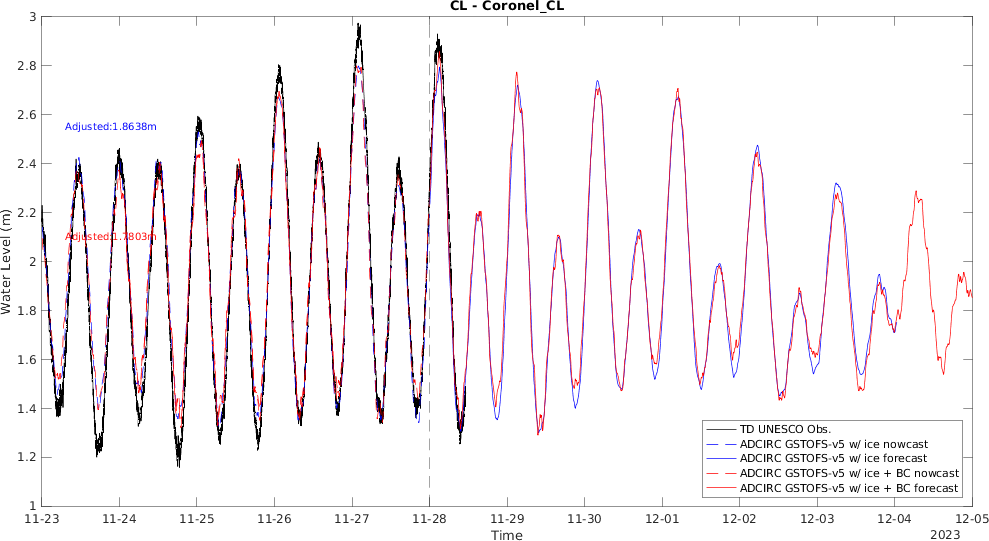 CL - Coronel_CL
3
2.8
2.6
2.4
2.2
2
1.8
1.6
1.4
1.2
1
Water Level (m)
Adjusted:1.8638m
Adjusted:1.7803m
TD UNESCO Obs.
ADCIRC GSTOFS-v5 w/ ice nowcast
ADCIRC GSTOFS-v5 w/ ice forecast
ADCIRC GSTOFS-v5 w/ ice + BC nowcast
ADCIRC GSTOFS-v5 w/ ice + BC forecast
11-23 11-24 11-25 11-26 11-27 11-28 11-29 11-30 12-01 12-02 12-03 12-04 12-05
Time
2023